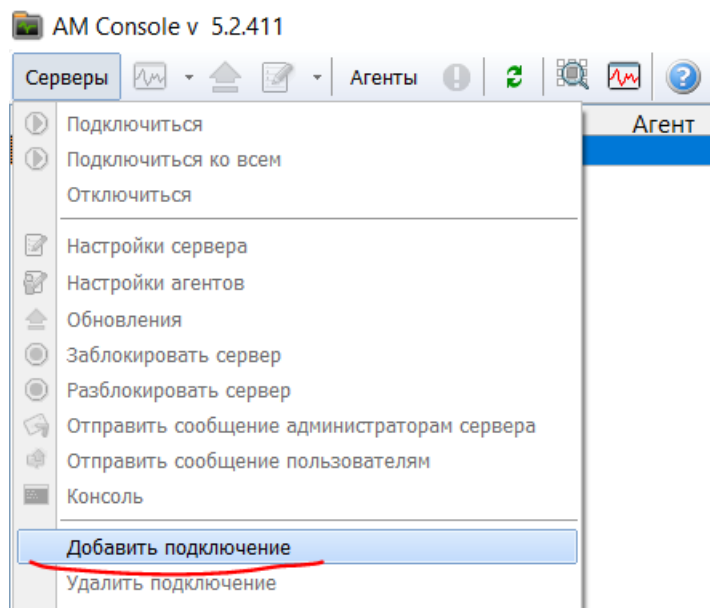 AM Console v 5.2.411
Серверы Агенты
Агент
Подключиться
Подключиться ко всем
Отключиться
Настройки сервера
Настройки агентов
Обновления
Заблокировать сервер
Разблокировать сервер
Отправить сообщение администраторам сервера
Отправить сообщение пользователям
Консоль
Добавить подключение
Удалить подключение